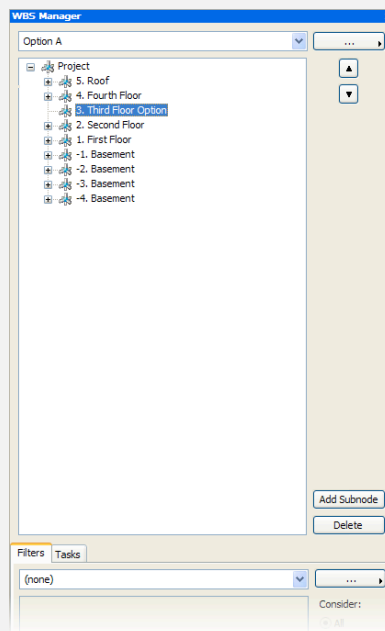 WBS Manager
Option A
...
Project
5. Roof
4. Fourth Floor
3. Third Floor Option
2. Second Floor
1. First Floor
-1. Basement
-2. Basement
-3. Basement
-4. Basement
Add Subnode
Delete
Filters Tasks
(none)
...
Consider:
All